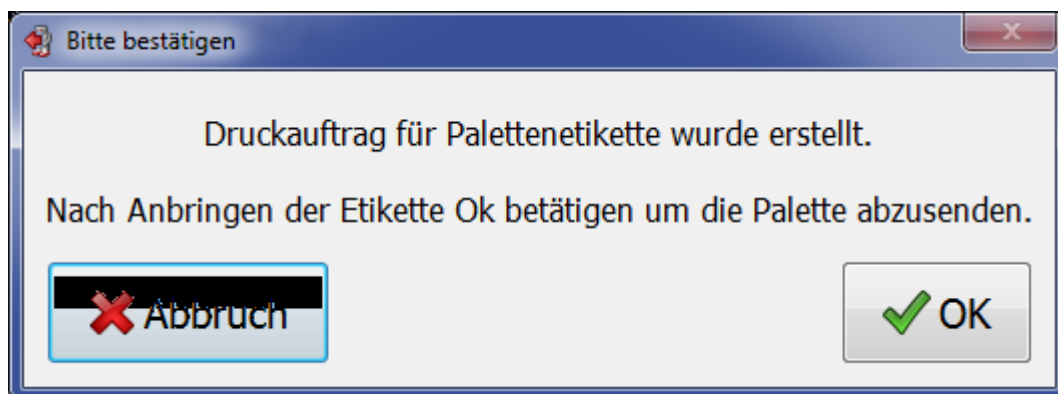 Bitte bestätigen
Druckauftrag für Palettenetikette wurde erstellt.
Nach Anbringen der Etikette Ok betätigen um die Palette abzusenden.
Abbruch
OK